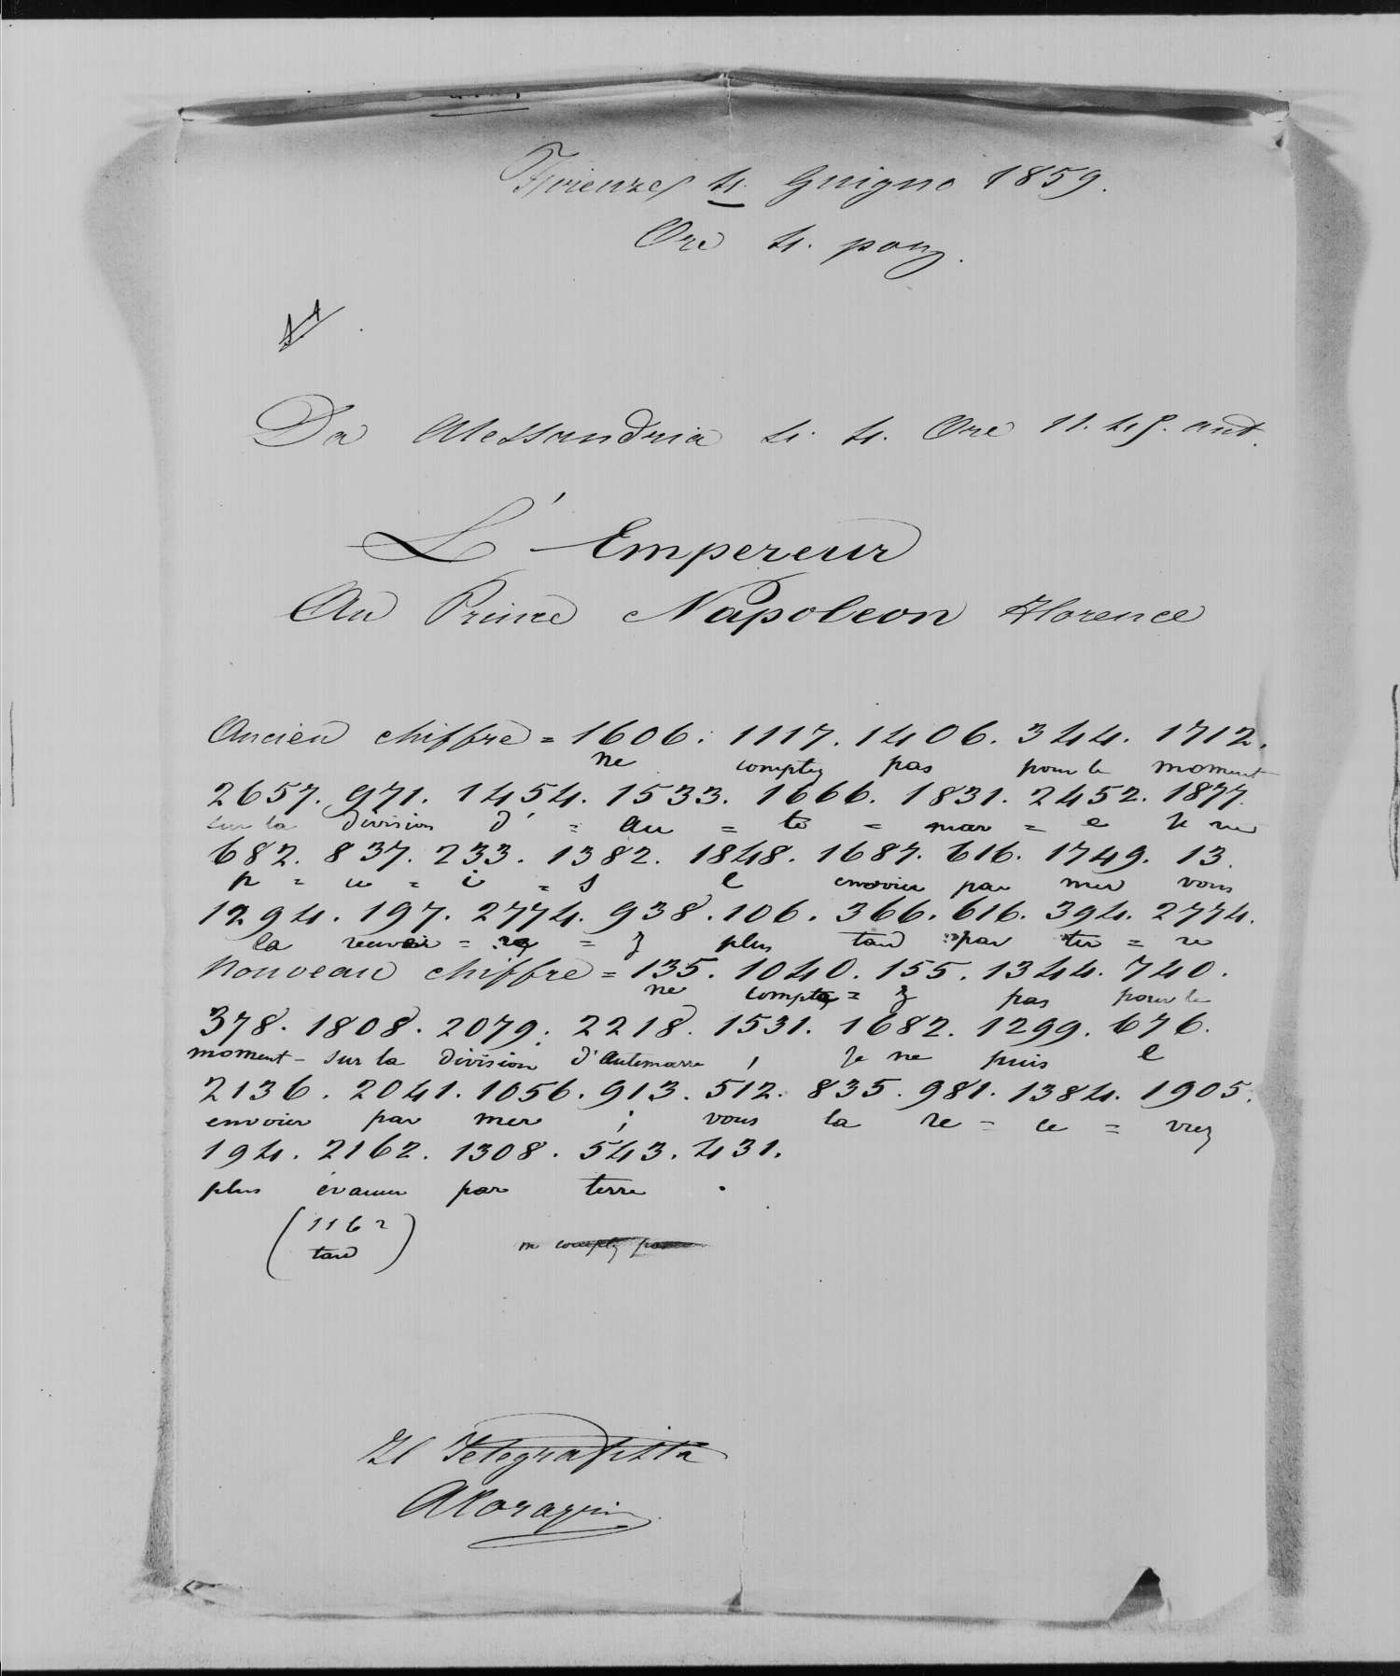 Firenze 4 Giugno 1859.
Ore 4. pom.
Da Alessandria li 4. Ore 11.45. ant.
L'Empereur
Au Prince Napoleon Florence
Ancien chiffre = 1606. 1117. 1406. 344. 1712.
ne comptez pas pour le moment
2657. 971. 1454. 1533. 1666. 1831. 2452. 1877.
sur la division d' = au = te = mar = e Je ne
682. 837. 233. 1382. 1848. 1687. 616. 1749. 13.
p = u = i = s l envoier par mer vous
1294. 197. 2774. 938. 106. 366. 616. 394. 2774.
la = = z plus tard par ter = re
Nouveau chiffre = 135. 1040. 155. 1344. 740.
ne compte = z pas pour le
378. 1808. 2079. 2218. 1531. 1682. 1299. 676.
moment - sur la division d'Autemarre , Je ne puis l
2136. 2041. 1056. 913. 512. 835. 981. 1384. 1905.
envoier par mer ; vous la re = ce = vrez
194. 2162. 1308. 543. 431.
plus par terre .
(1162)
tard
ne comptez
Il Telegrafista